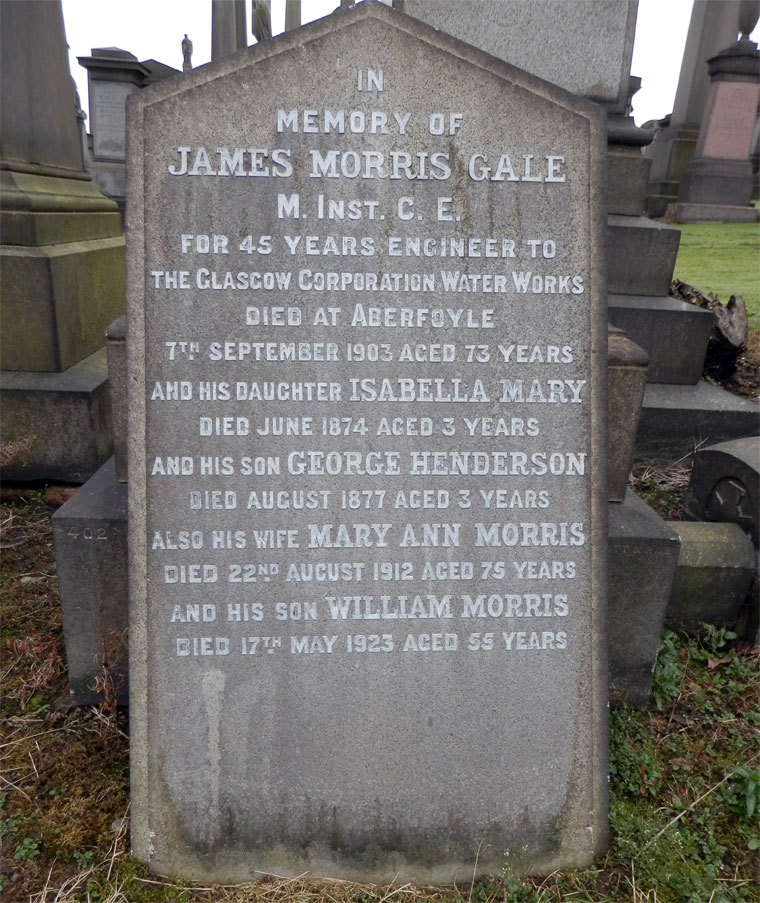 IN
MEMORY OF
JAMES MORRIS GALE
M. INST. C. E.
FOR 45 YEARS ENGINEER TO
THE GLASGOW CORPORATION WATER WORKS
DIED AT ABERFOYLE
7TH SEPTEMBER 1903 AGED 73 YEARS
AND HIS DAUGHTER ISABELLA MARY
DIED JUNE 1874 AGED 3 YEARS
AND HIS SON GEORGE HENDERSON
DIED AUGUST 1877 AGED 3 YEARS
ALSO HIS WIFE MARY ANN MORRIS
DIED 22ND AUGUST 1912 AGED 75 YEARS
AND HIS SON WILLIAM MORRIS
DIED 17TH MAY 1923 AGED 55 YEARS
402